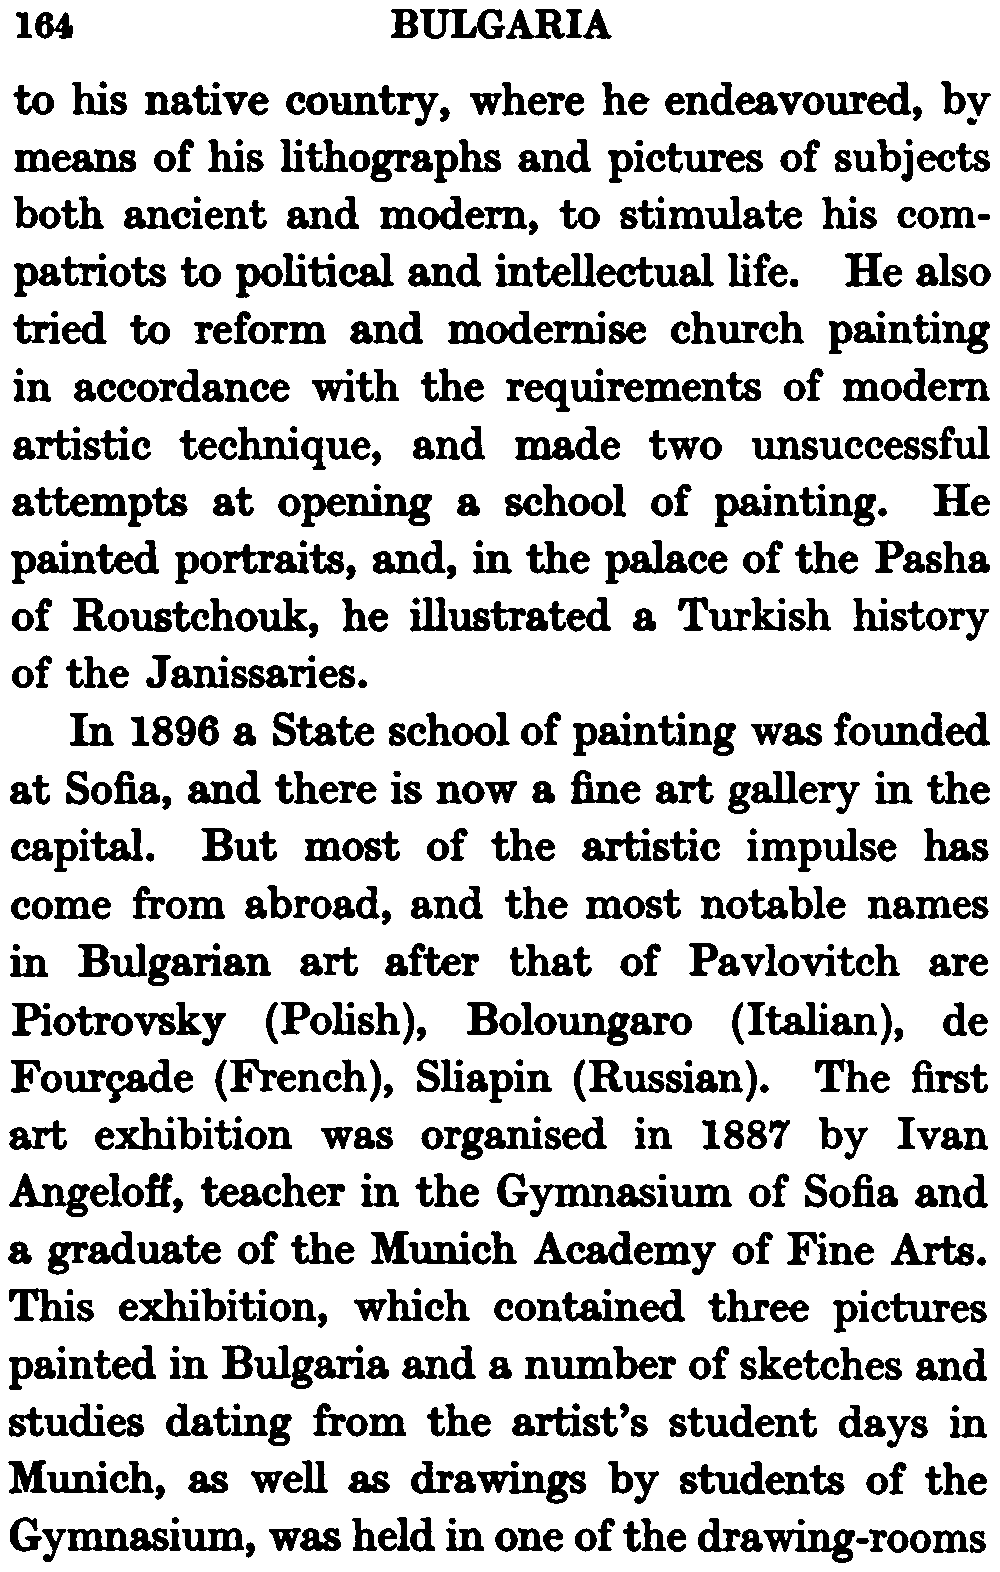 164 BULGARIA
to his native country, where he endeavoured, by
means of his lithographs and pictures of subjects
both ancient and modern, to stimulate his com-
patriots to political and intellectual life. He also
tried to reform and modernise church painting
in accordance with the requirements of modern
artistic technique, and made two unsuccessful
attempts at opening a school of painting. He
painted portraits, and, in the palace of the Pasha
of Roustchouk, he illustrated a Turkish history
of the Janissaries.
In 1896 a State school of painting was founded
at Sofia, and there is now a fine art gallery in the
capital. But most of the artistic impulse has
come from abroad, and the most notable names
in Bulgarian art after that of Pavlovitch are
Piotrovsky (Polish), Boloungaro (Italian), de
Fourçade (French), Sliapin (Russian). The first
art exhibition was organised in 1887 by Ivan
Angeloff, teacher in the Gymnasium of Sofia and
a graduate of the Munich Academy of Fine Arts.
This exhibition, which contained three pictures
painted in Bulgaria and a number of sketches and
studies dating from the artist's student days in
Munich, as well as drawings by students of the
Gymnasium, was held in one of the drawing-rooms